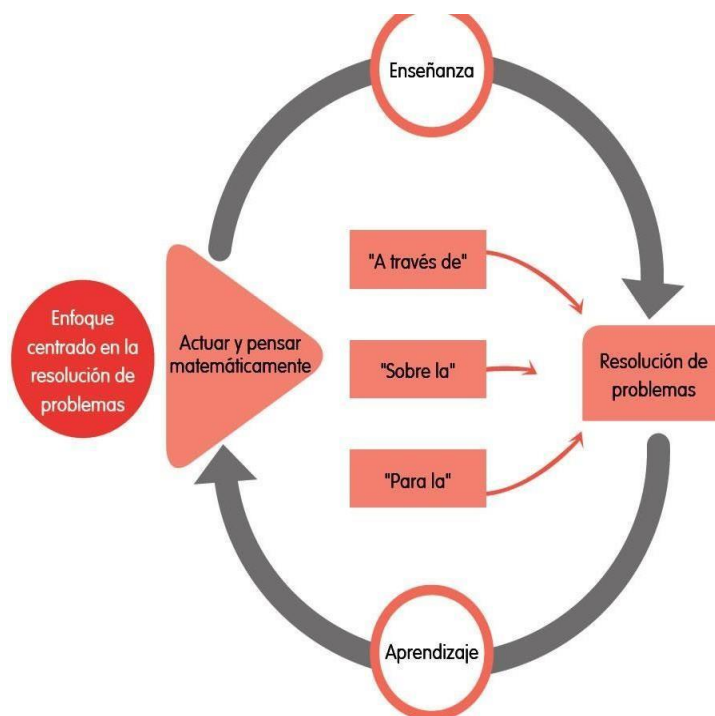 Enseñanza
"A través de"
Enfoque
centrado en la
resolución de
problemas
Actuar y pensar
matemáticamente
"Sobre la"
Resolución de
problemas
"Para la"
Aprendizaje